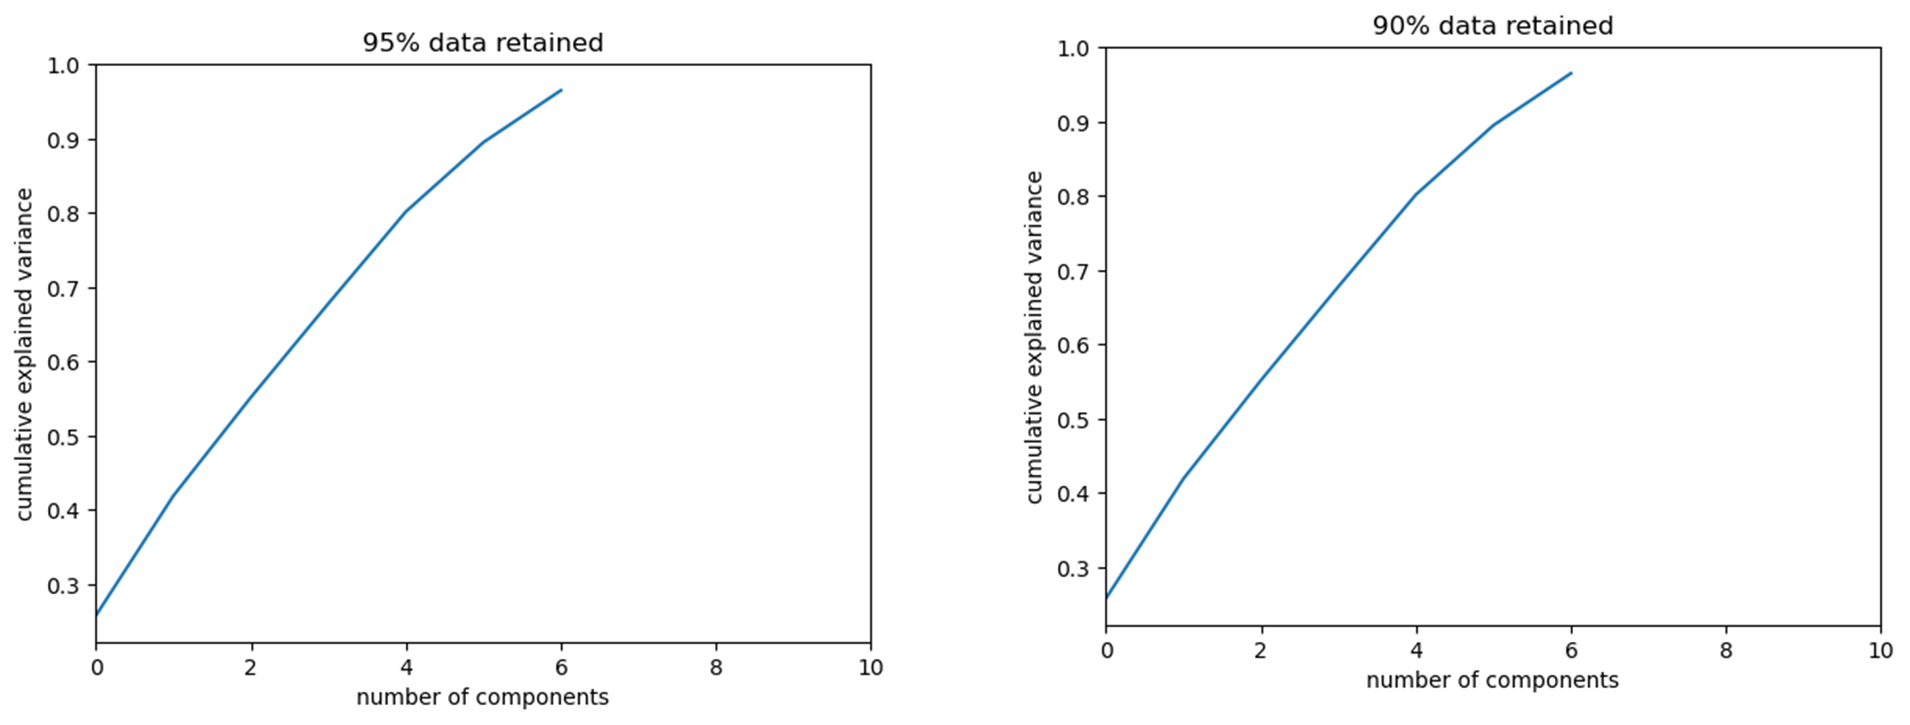 95% data retained
1.0
0.9
0.8
0.7
0.6
0.5
0.4
0.3
cumulative explained variance
0 2 4 6 8 10
number of components
90% data retained
1.0
0.9
0.8
0.7
0.6
0.5
0.4
0.3
cumulative explained variance
0 2 4 6 8 10
number of components